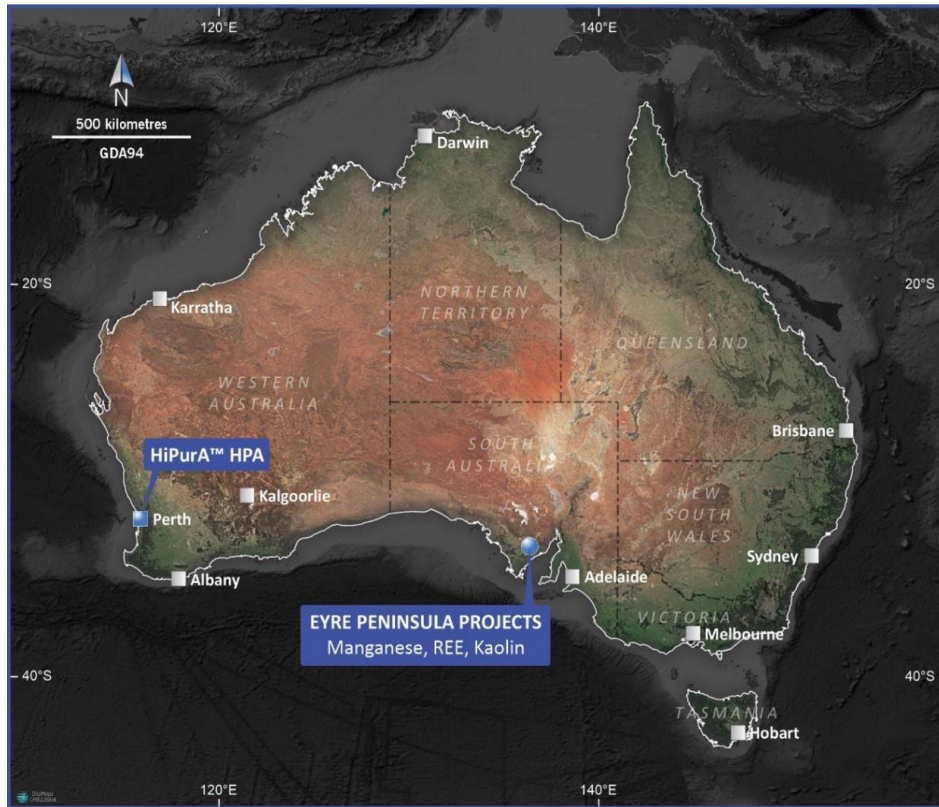 120°E
140°E
N
500 kilometres
GDA94
Darwin
20°S
20°S
Karratha
NORTHERN
TERRITORY
QUEENSLAND
WESTERN
AUSTRALIA
Brisbane
SOUTH
AUSTRALIA
HiPurA™ HPA
Kalgoorlie
NEW
SOUTH
WALES
Perth
Sydney
Albany
Adelaide
EYRE PENINSULA PROJECTS
Manganese, REE, Kaolin
VICTORIA
Melbourne
40°S
40°S
TASMANIA
Hobart
120°E
140°E